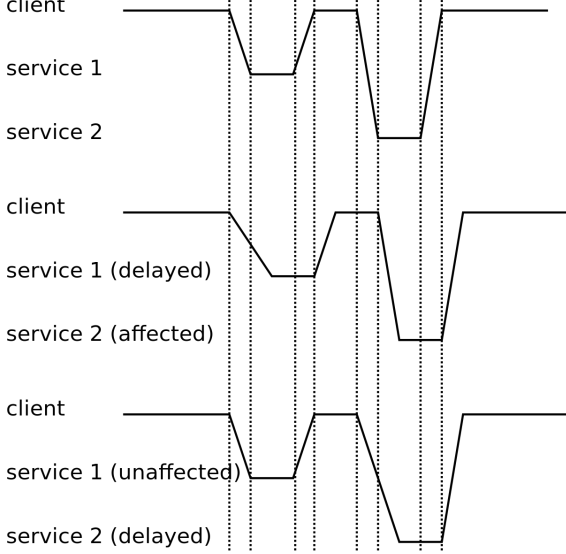 client
service 1
service 2
client
service 1 (delayed)
service 2 (affected)
client
service 1 (unaffected)
service 2 (delayed)